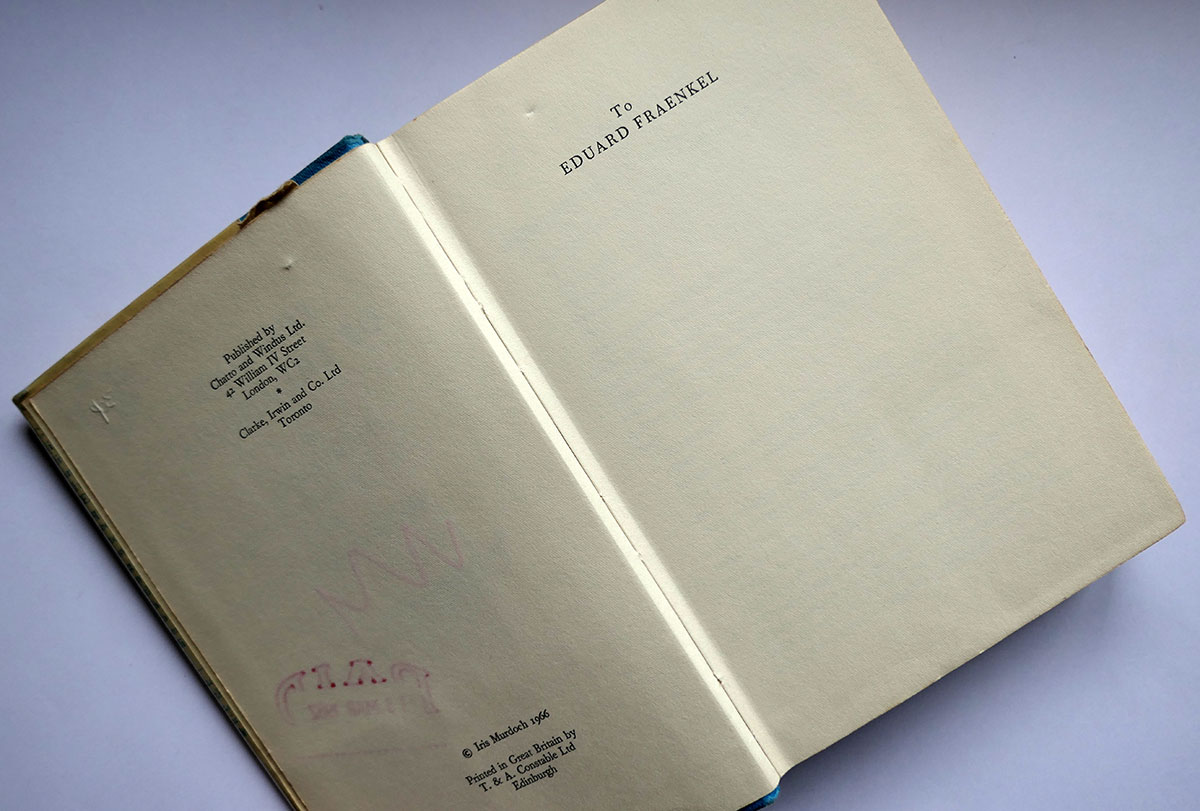 Published by
Chatto and Windus Ltd.
42 William IV Street
London, WC2
*
Clarke, Irwin and Co. Ltd
Toronto
© Iris Murdoch 1966
Printed in Great Britain by
T. & A. Constable Ltd
Edinburgh
To
EDUARD FRAENKEL